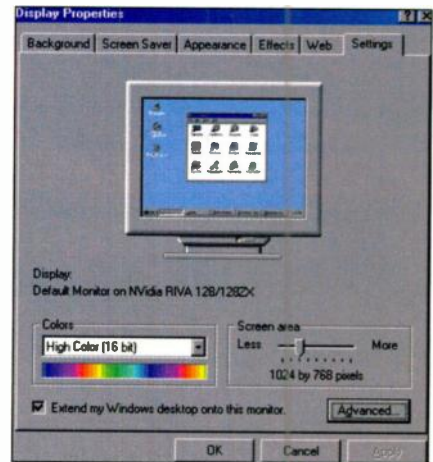 Display Properties
Background Screen Saver Appearance Effects Web Settings
Display:
Default Monitor on NVidia RIVA 128/128ZX
Colors
High Color (16 bit)
Screen area
Less More
1024 by 768 pixels
Extend my Windows desktop onto this monitor.
Advanced...
OK Cancel Apply